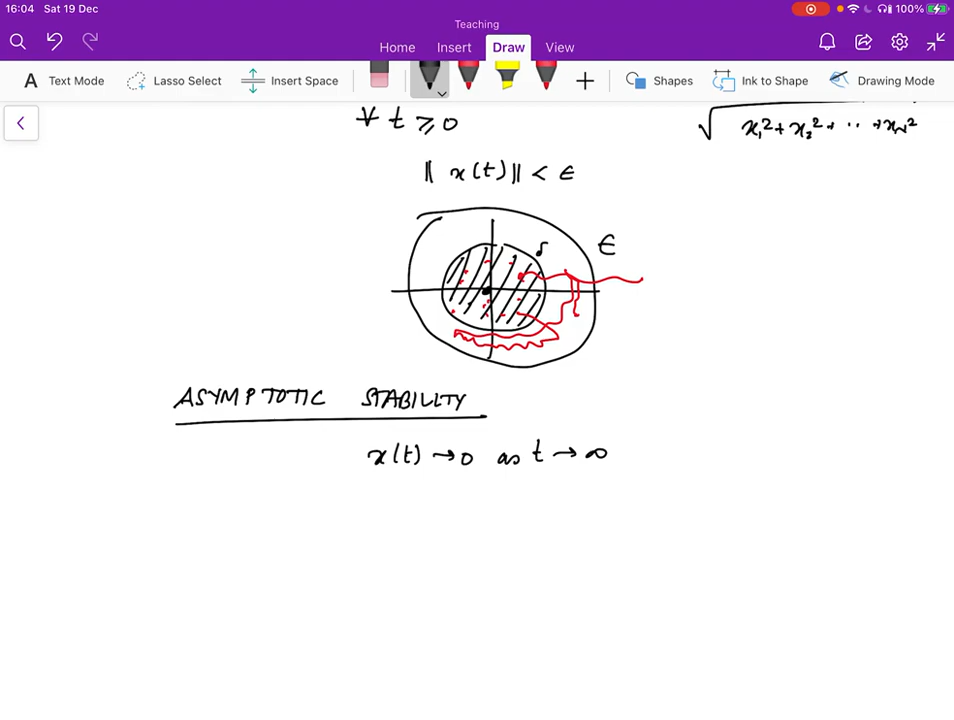 16:04 Sat 19 Dec
100%
Teaching
Home Insert Draw View
A Text Mode Lasso Select Insert Space Shapes Ink to Shape Drawing Mode
∀ t ≥ 0
√ x₁² + x₂² + ·· + xₙ²
‖ x(t) ‖ < ϵ
δ ϵ
ASYMPTOTIC STABILITY
x(t) → 0 as t → ∞